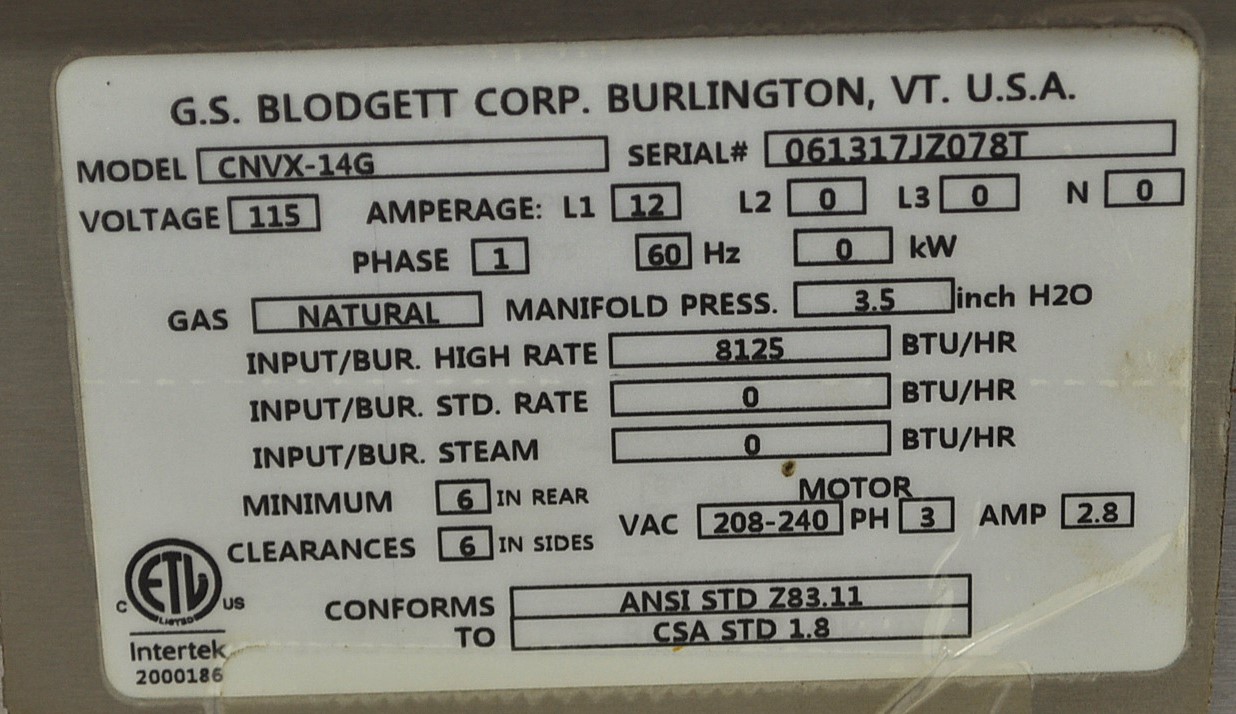 G.S. BLODGETT CORP. BURLINGTON, VT. U.S.A.
MODEL CNVX-14G SERIAL# 061317JZ078T
VOLTAGE 115 AMPERAGE: L1 12 L2 0 L3 0 N 0
PHASE 1 60 Hz 0 kW
GAS NATURAL MANIFOLD PRESS. 3.5 inch H2O
INPUT/BUR. HIGH RATE 8125 BTU/HR
INPUT/BUR. STD. RATE 0 BTU/HR
INPUT/BUR. STEAM 0 BTU/HR
MINIMUM 6 IN REAR MOTOR
CLEARANCES 6 IN SIDES VAC 208-240 PH 3 AMP 2.8
ETL
C LISTED US
CONFORMS ANSI STD Z83.11
TO CSA STD 1.8
Intertek
2000186